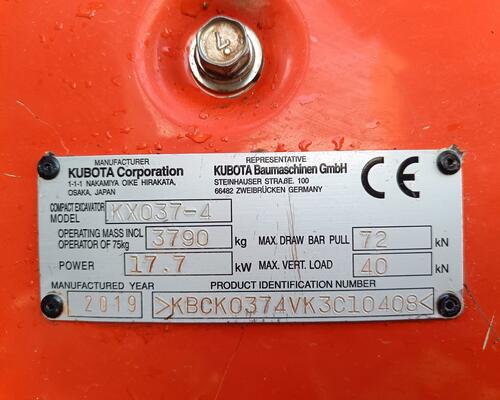 4
MANUFACTURER
KUBOTA Corporation
1-1-1 NAKAMIYA OIKE HIRAKATA,
OSAKA, JAPAN
REPRESENTATIVE
KUBOTA Baumaschinen GmbH
STEINHAUSER STRAßE. 100
66482 ZWEIBRÜCKEN GERMANY
CE
COMPACT EXCAVATOR
MODEL KX037-4
OPERATING MASS INCL
OPERATOR OF 75kg 3790 kg MAX. DRAW BAR PULL 72 kN
POWER 17.7 kW MAX. VERT. LOAD 40 kN
MANUFACTURED YEAR PRODUCT IDENTIFICATION NUMBER
2019 >KBCK0374VK3C10408<